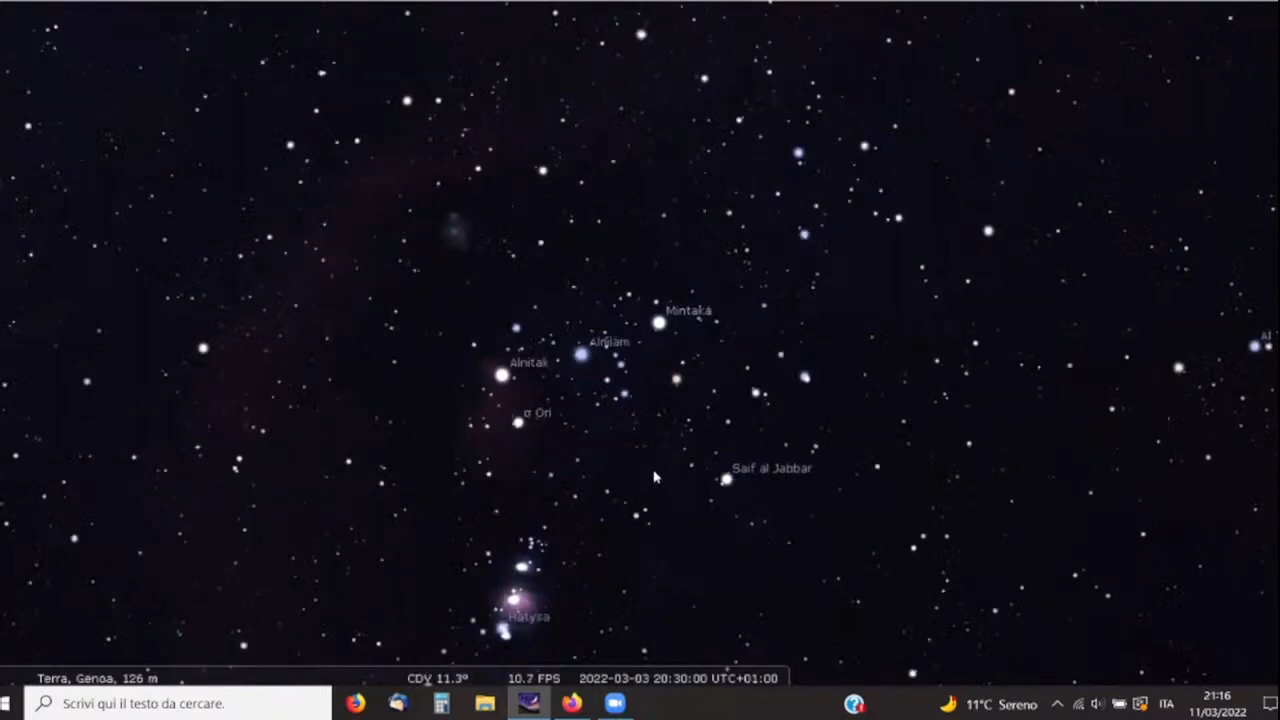 Mintaka
Alnilam
Al
Alnitak
σ Ori
Saif al Jabbar
Hatysa
Terra, Genoa, 126 m
CDV 11.3°
10.7 FPS
2022-03-03 20:30:00 UTC+01:00
Scrivi qui il testo da cercare.
11°C Sereno
ITA
21:16
11/03/2022